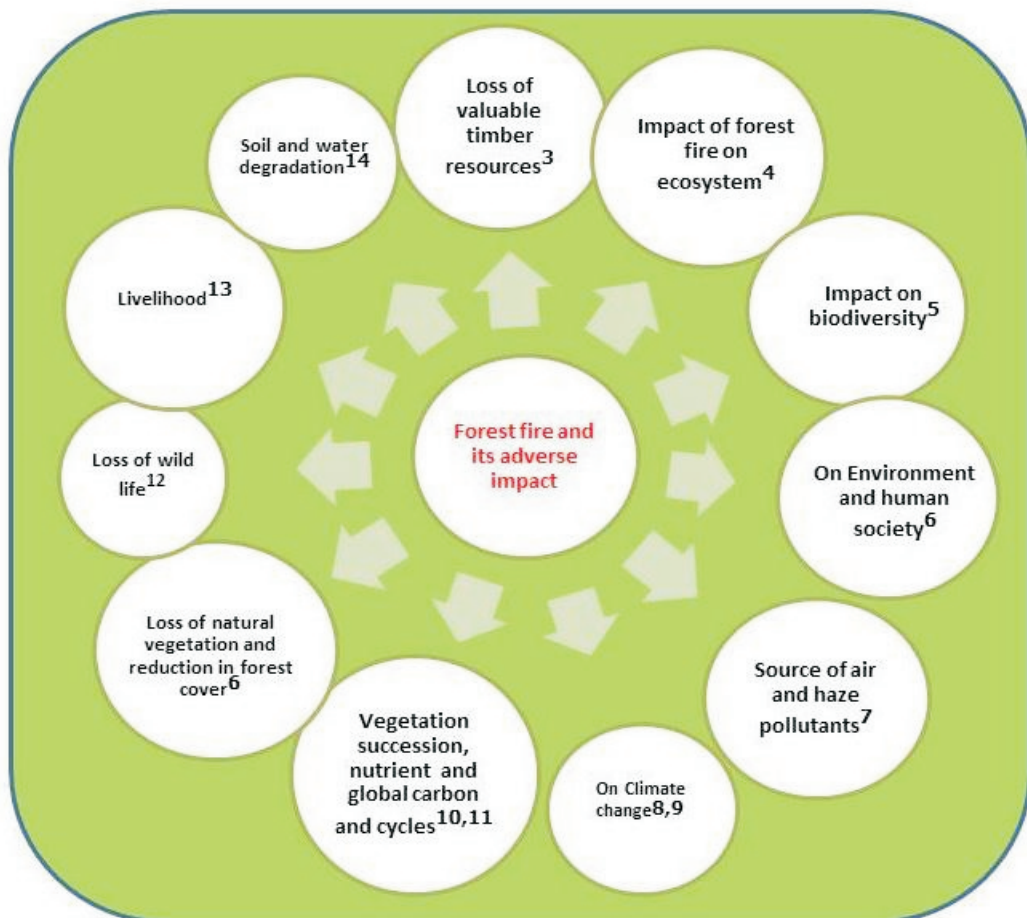 Loss of
valuable
timber
resources3
Impact of forest
fire on
ecosystem4
Impact on
biodiversity5
On Environment
and human
society6
Source of air
and haze
pollutants7
On Climate
change8,9
Vegetation
succession,
nutrient and
global carbon
and cycles10,11
Loss of natural
vegetation and
reduction in forest
cover6
Loss of wild
life12
Livelihood13
Soil and water
degradation14
Forest fire and
its adverse
impact